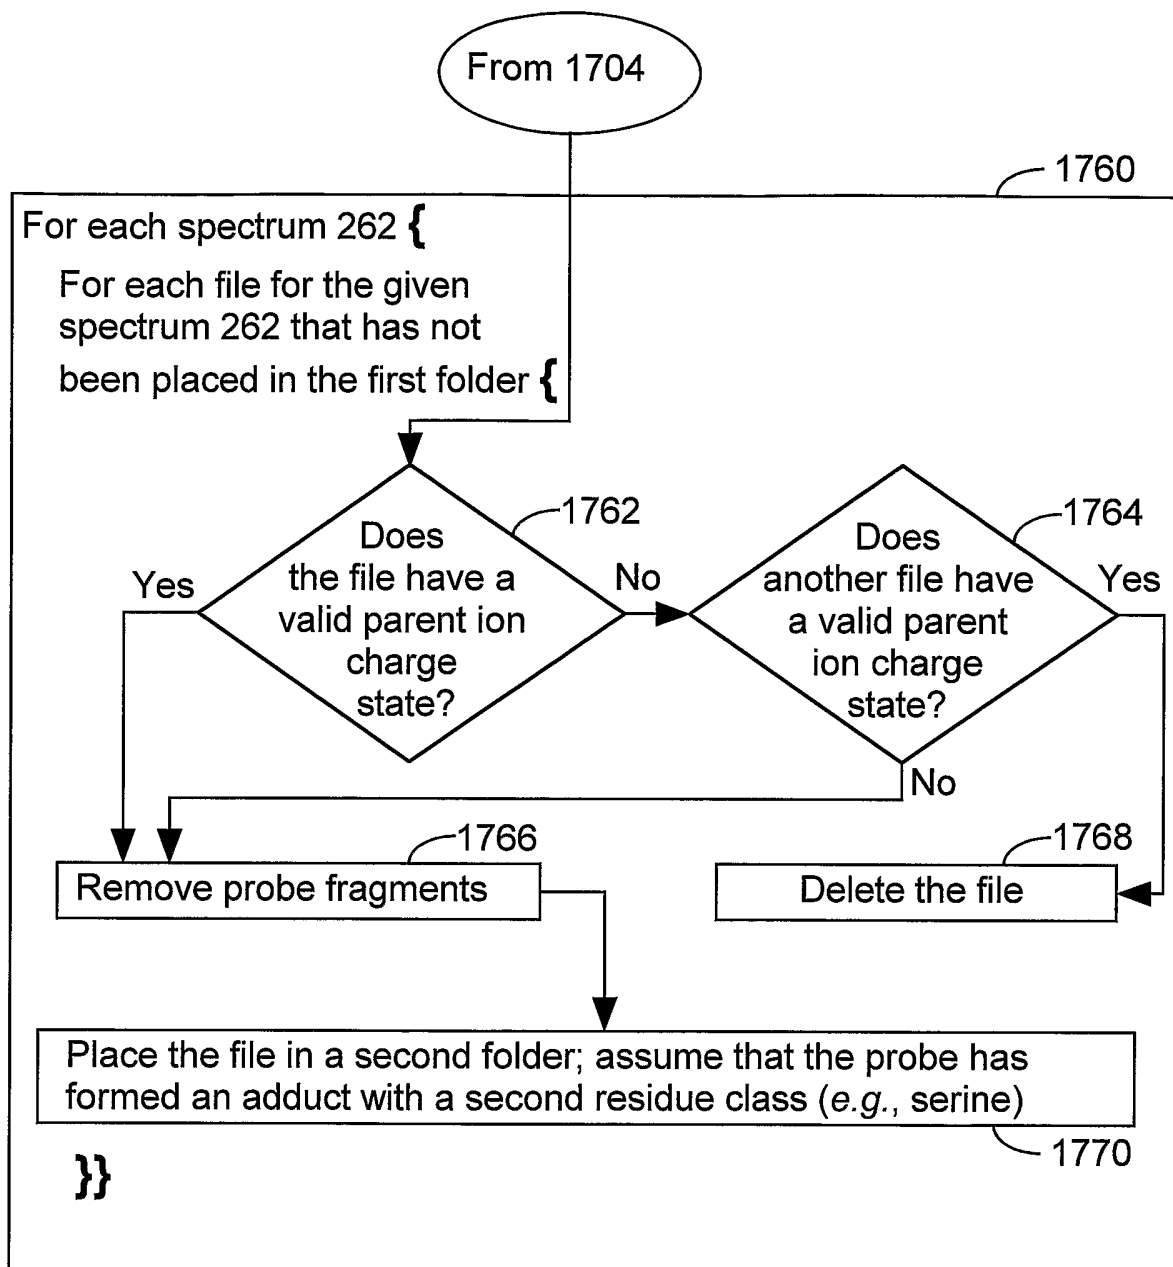 From 1704
1760
For each spectrum 262 {
For each file for the given
spectrum 262 that has not
been placed in the first folder {
1762
Does
the file have a
valid parent ion
charge
state?
Yes
No
1764
Does
another file have
a valid parent
ion charge
state?
Yes
No
1766
Remove probe fragments
1768
Delete the file
Place the file in a second folder; assume that the probe has
formed an adduct with a second residue class (e.g., serine)
1770
}}